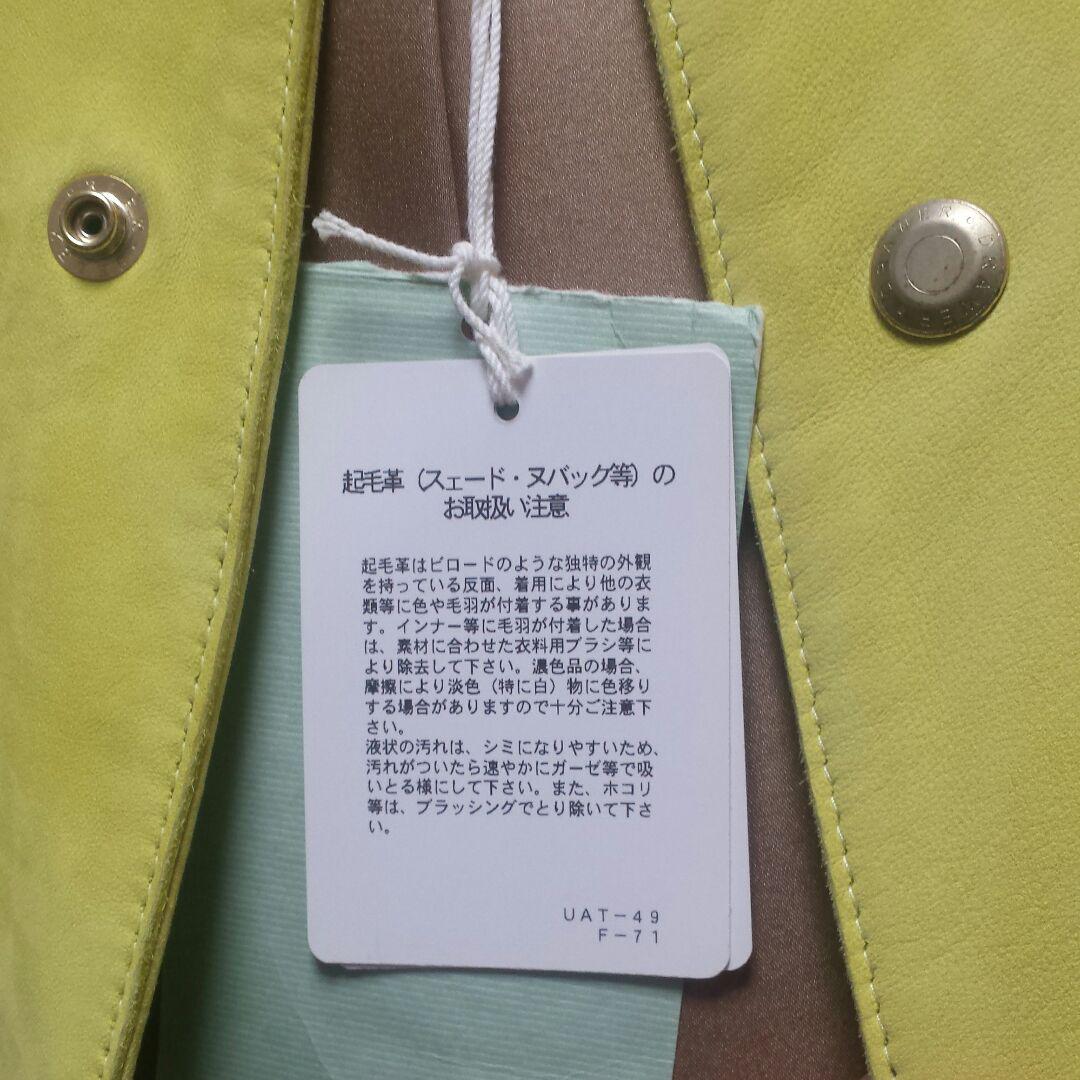 起毛革（スエード・ヌバック等）の
お取扱い注意
起毛革はビロードのような独特の外観
を持っている反面、着用により他の衣
類等に色や毛羽が付着する事がありま
す。インナー等に毛羽が付着した場合
は、素材に合わせた衣料用ブラシ等に
より除去して下さい。濃色品の場合、
摩擦により淡色（特に白）物に色移り
する場合がありますので十分ご注意下
さい。
液状の汚れは、シミになりやすいため、
汚れがついたら速やかにガーゼ等で吸
いとる様にして下さい。また、ホコリ
等は、ブラッシングでとり除いて下さ
い。
UAT－49
F－71